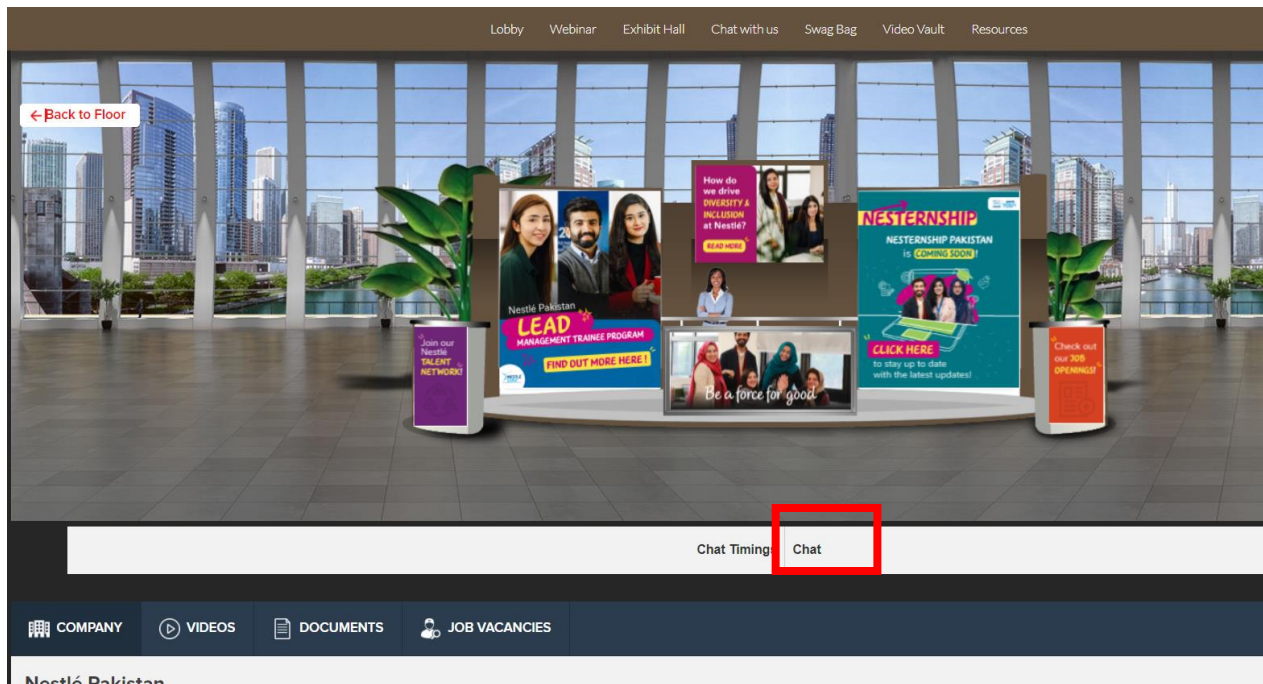 Lobby Webinar Exhibit Hall Chat with us Swag Bag Video Vault Resources
← Back to Floor
How do
we drive
DIVERSITY &
INCLUSION
at Nestlé?
READ MORE
Nestlé Pakistan
LEAD
MANAGEMENT TRAINEE PROGRAM
FIND OUT MORE HERE !
NESTERNSHIP
NESTERNSHIP PAKISTAN
is COMING SOON !
CLICK HERE
to stay up to date
with the latest updates!
Join our
Nestlé
TALENT
NETWORK!
Be a force for good
Check out
our JOB
OPENINGS!
Chat Timings Chat
COMPANY VIDEOS DOCUMENTS JOB VACANCIES
Nestlé Pakistan